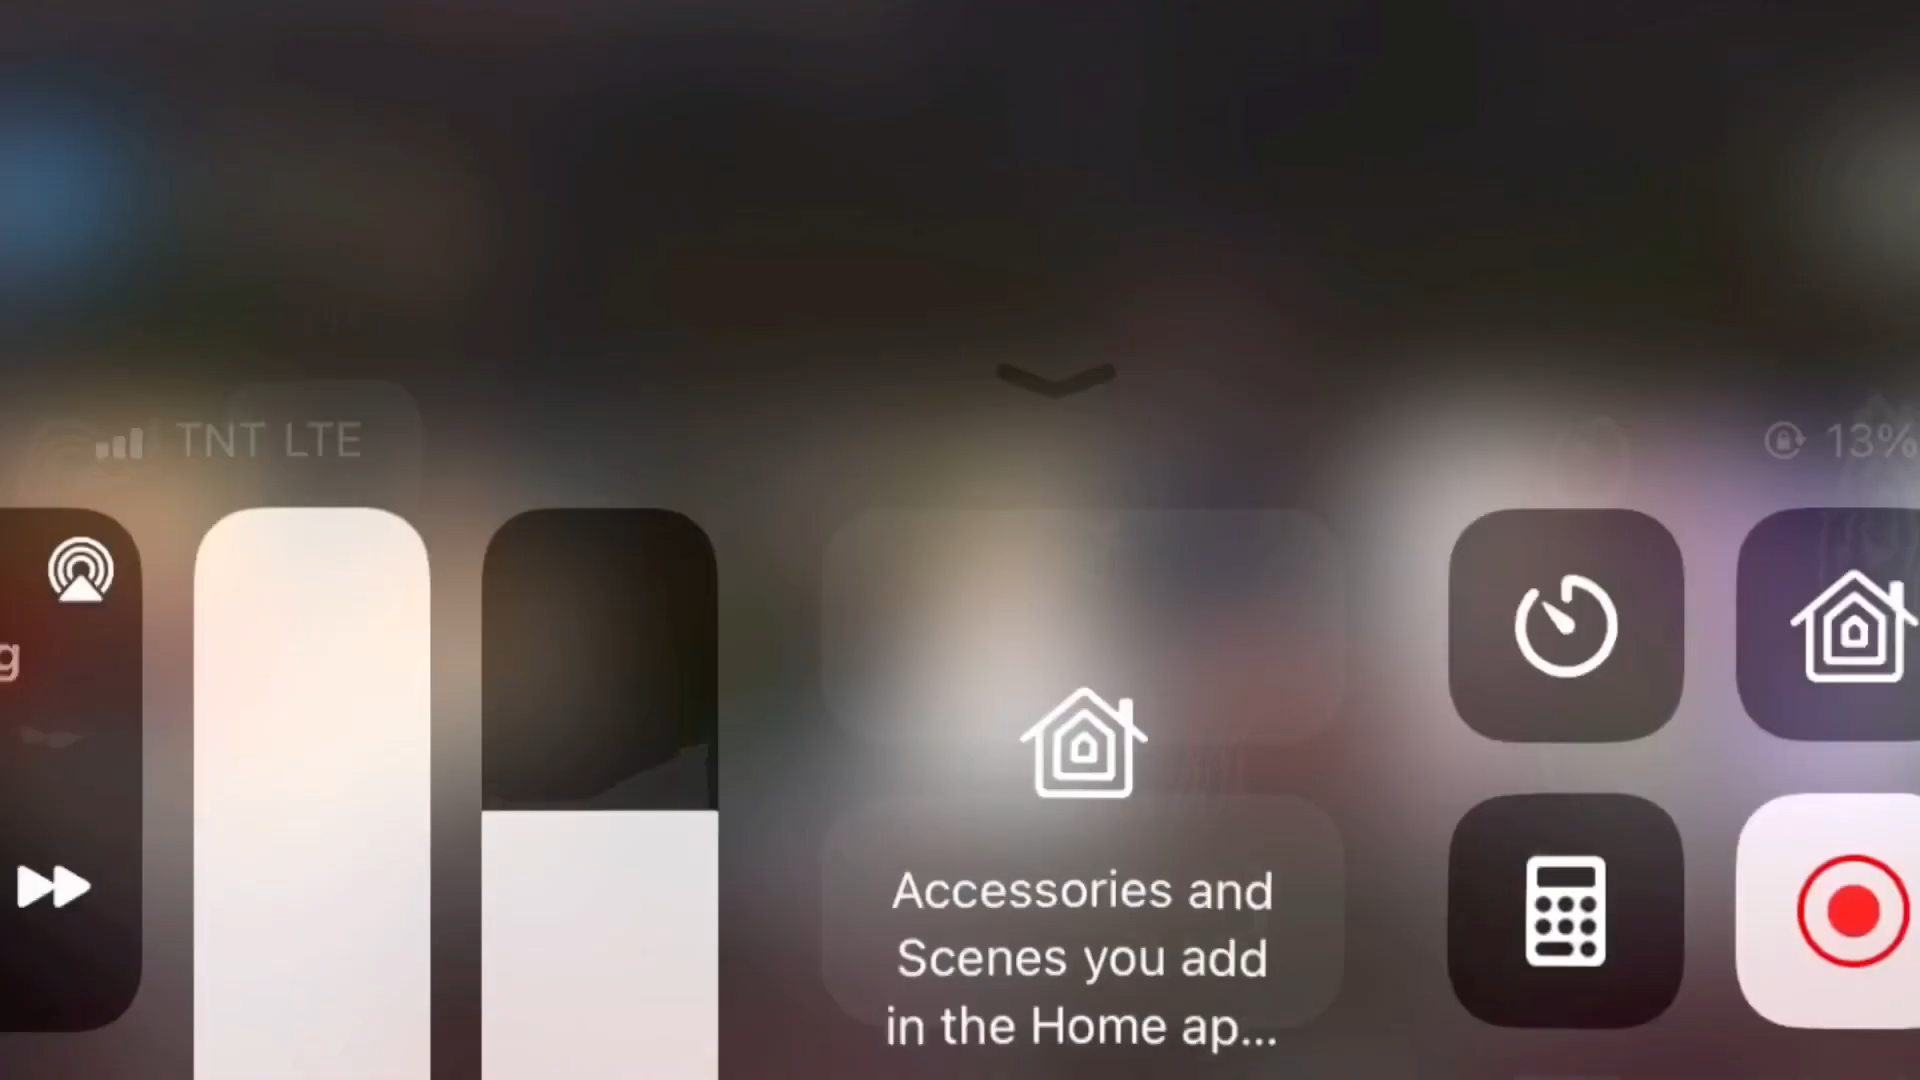 TNT LTE
13%
g
Accessories and
Scenes you add
in the Home ap...